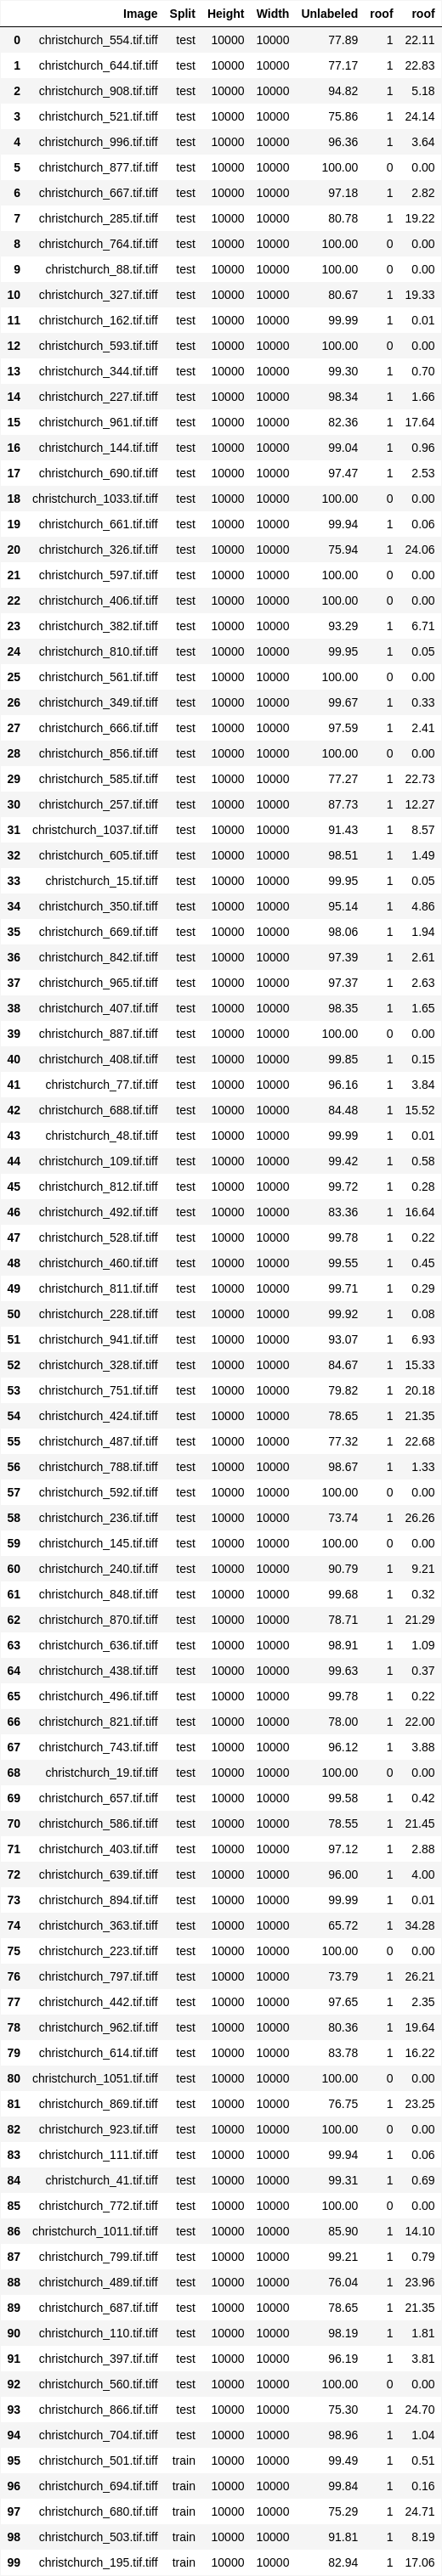 Image Split Height Width Unlabeled roof roof
0 christchurch_554.tif.tiff test 10000 10000 77.89 1 22.11
1 christchurch_644.tif.tiff test 10000 10000 77.17 1 22.83
2 christchurch_908.tif.tiff test 10000 10000 94.82 1 5.18
3 christchurch_521.tif.tiff test 10000 10000 75.86 1 24.14
4 christchurch_996.tif.tiff test 10000 10000 96.36 1 3.64
5 christchurch_877.tif.tiff test 10000 10000 100.00 0 0.00
6 christchurch_667.tif.tiff test 10000 10000 97.18 1 2.82
7 christchurch_285.tif.tiff test 10000 10000 80.78 1 19.22
8 christchurch_764.tif.tiff test 10000 10000 100.00 0 0.00
9 christchurch_88.tif.tiff test 10000 10000 100.00 0 0.00
10 christchurch_327.tif.tiff test 10000 10000 80.67 1 19.33
11 christchurch_162.tif.tiff test 10000 10000 99.99 1 0.01
12 christchurch_593.tif.tiff test 10000 10000 100.00 0 0.00
13 christchurch_344.tif.tiff test 10000 10000 99.30 1 0.70
14 christchurch_227.tif.tiff test 10000 10000 98.34 1 1.66
15 christchurch_961.tif.tiff test 10000 10000 82.36 1 17.64
16 christchurch_144.tif.tiff test 10000 10000 99.04 1 0.96
17 christchurch_690.tif.tiff test 10000 10000 97.47 1 2.53
18 christchurch_1033.tif.tiff test 10000 10000 100.00 0 0.00
19 christchurch_661.tif.tiff test 10000 10000 99.94 1 0.06
20 christchurch_326.tif.tiff test 10000 10000 75.94 1 24.06
21 christchurch_597.tif.tiff test 10000 10000 100.00 0 0.00
22 christchurch_406.tif.tiff test 10000 10000 100.00 0 0.00
23 christchurch_382.tif.tiff test 10000 10000 93.29 1 6.71
24 christchurch_810.tif.tiff test 10000 10000 99.95 1 0.05
25 christchurch_561.tif.tiff test 10000 10000 100.00 0 0.00
26 christchurch_349.tif.tiff test 10000 10000 99.67 1 0.33
27 christchurch_666.tif.tiff test 10000 10000 97.59 1 2.41
28 christchurch_856.tif.tiff test 10000 10000 100.00 0 0.00
29 christchurch_585.tif.tiff test 10000 10000 77.27 1 22.73
30 christchurch_257.tif.tiff test 10000 10000 87.73 1 12.27
31 christchurch_1037.tif.tiff test 10000 10000 91.43 1 8.57
32 christchurch_605.tif.tiff test 10000 10000 98.51 1 1.49
33 christchurch_15.tif.tiff test 10000 10000 99.95 1 0.05
34 christchurch_350.tif.tiff test 10000 10000 95.14 1 4.86
35 christchurch_669.tif.tiff test 10000 10000 98.06 1 1.94
36 christchurch_842.tif.tiff test 10000 10000 97.39 1 2.61
37 christchurch_965.tif.tiff test 10000 10000 97.37 1 2.63
38 christchurch_407.tif.tiff test 10000 10000 98.35 1 1.65
39 christchurch_887.tif.tiff test 10000 10000 100.00 0 0.00
40 christchurch_408.tif.tiff test 10000 10000 99.85 1 0.15
41 christchurch_77.tif.tiff test 10000 10000 96.16 1 3.84
42 christchurch_688.tif.tiff test 10000 10000 84.48 1 15.52
43 christchurch_48.tif.tiff test 10000 10000 99.99 1 0.01
44 christchurch_109.tif.tiff test 10000 10000 99.42 1 0.58
45 christchurch_812.tif.tiff test 10000 10000 99.72 1 0.28
46 christchurch_492.tif.tiff test 10000 10000 83.36 1 16.64
47 christchurch_528.tif.tiff test 10000 10000 99.78 1 0.22
48 christchurch_460.tif.tiff test 10000 10000 99.55 1 0.45
49 christchurch_811.tif.tiff test 10000 10000 99.71 1 0.29
50 christchurch_228.tif.tiff test 10000 10000 99.92 1 0.08
51 christchurch_941.tif.tiff test 10000 10000 93.07 1 6.93
52 christchurch_328.tif.tiff test 10000 10000 84.67 1 15.33
53 christchurch_751.tif.tiff test 10000 10000 79.82 1 20.18
54 christchurch_424.tif.tiff test 10000 10000 78.65 1 21.35
55 christchurch_487.tif.tiff test 10000 10000 77.32 1 22.68
56 christchurch_788.tif.tiff test 10000 10000 98.67 1 1.33
57 christchurch_592.tif.tiff test 10000 10000 100.00 0 0.00
58 christchurch_236.tif.tiff test 10000 10000 73.74 1 26.26
59 christchurch_145.tif.tiff test 10000 10000 100.00 0 0.00
60 christchurch_240.tif.tiff test 10000 10000 90.79 1 9.21
61 christchurch_848.tif.tiff test 10000 10000 99.68 1 0.32
62 christchurch_870.tif.tiff test 10000 10000 78.71 1 21.29
63 christchurch_636.tif.tiff test 10000 10000 98.91 1 1.09
64 christchurch_438.tif.tiff test 10000 10000 99.63 1 0.37
65 christchurch_496.tif.tiff test 10000 10000 99.78 1 0.22
66 christchurch_821.tif.tiff test 10000 10000 78.00 1 22.00
67 christchurch_743.tif.tiff test 10000 10000 96.12 1 3.88
68 christchurch_19.tif.tiff test 10000 10000 100.00 0 0.00
69 christchurch_657.tif.tiff test 10000 10000 99.58 1 0.42
70 christchurch_586.tif.tiff test 10000 10000 78.55 1 21.45
71 christchurch_403.tif.tiff test 10000 10000 97.12 1 2.88
72 christchurch_639.tif.tiff test 10000 10000 96.00 1 4.00
73 christchurch_894.tif.tiff test 10000 10000 99.99 1 0.01
74 christchurch_363.tif.tiff test 10000 10000 65.72 1 34.28
75 christchurch_223.tif.tiff test 10000 10000 100.00 0 0.00
76 christchurch_797.tif.tiff test 10000 10000 73.79 1 26.21
77 christchurch_442.tif.tiff test 10000 10000 97.65 1 2.35
78 christchurch_962.tif.tiff test 10000 10000 80.36 1 19.64
79 christchurch_614.tif.tiff test 10000 10000 83.78 1 16.22
80 christchurch_1051.tif.tiff test 10000 10000 100.00 0 0.00
81 christchurch_869.tif.tiff test 10000 10000 76.75 1 23.25
82 christchurch_923.tif.tiff test 10000 10000 100.00 0 0.00
83 christchurch_111.tif.tiff test 10000 10000 99.94 1 0.06
84 christchurch_41.tif.tiff test 10000 10000 99.31 1 0.69
85 christchurch_772.tif.tiff test 10000 10000 100.00 0 0.00
86 christchurch_1011.tif.tiff test 10000 10000 85.90 1 14.10
87 christchurch_799.tif.tiff test 10000 10000 99.21 1 0.79
88 christchurch_489.tif.tiff test 10000 10000 76.04 1 23.96
89 christchurch_687.tif.tiff test 10000 10000 78.65 1 21.35
90 christchurch_110.tif.tiff test 10000 10000 98.19 1 1.81
91 christchurch_397.tif.tiff test 10000 10000 96.19 1 3.81
92 christchurch_560.tif.tiff test 10000 10000 100.00 0 0.00
93 christchurch_866.tif.tiff test 10000 10000 75.30 1 24.70
94 christchurch_704.tif.tiff test 10000 10000 98.96 1 1.04
95 christchurch_501.tif.tiff train 10000 10000 99.49 1 0.51
96 christchurch_694.tif.tiff train 10000 10000 99.84 1 0.16
97 christchurch_680.tif.tiff train 10000 10000 75.29 1 24.71
98 christchurch_503.tif.tiff train 10000 10000 91.81 1 8.19
99 christchurch_195.tif.tiff train 10000 10000 82.94 1 17.06